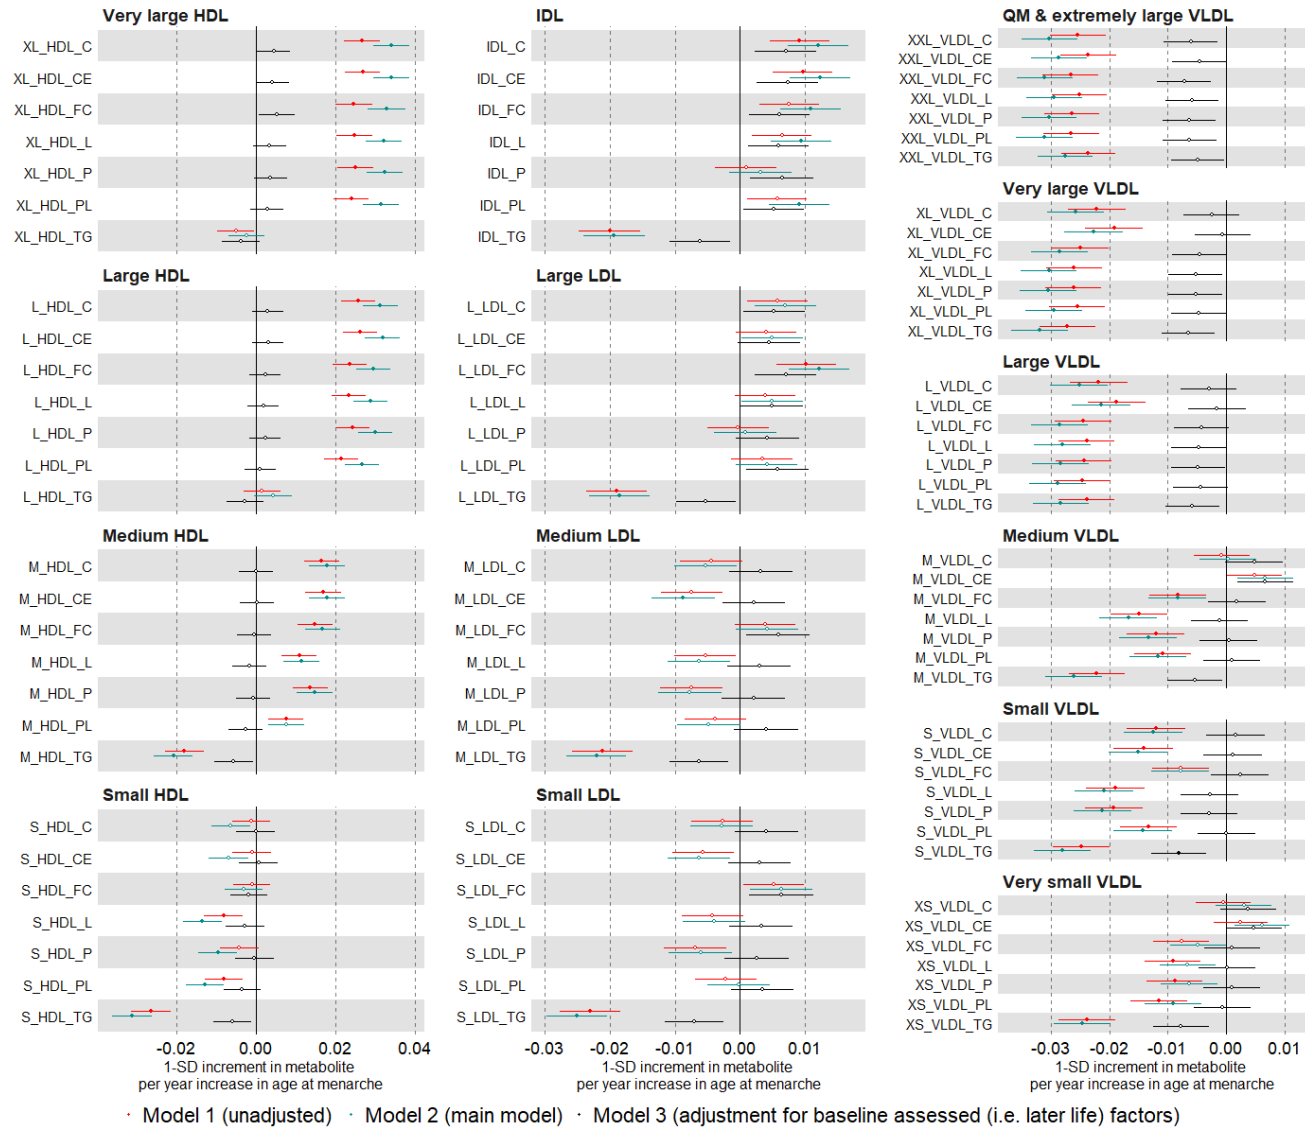 Very large HDL
XL_HDL_C
XL_HDL_CE
XL_HDL_FC
XL_HDL_L
XL_HDL_P
XL_HDL_PL
XL_HDL_TG
Large HDL
L_HDL_C
L_HDL_CE
L_HDL_FC
L_HDL_L
L_HDL_P
L_HDL_PL
L_HDL_TG
Medium HDL
M_HDL_C
M_HDL_CE
M_HDL_FC
M_HDL_L
M_HDL_P
M_HDL_PL
M_HDL_TG
Small HDL
S_HDL_C
S_HDL_CE
S_HDL_FC
S_HDL_L
S_HDL_P
S_HDL_PL
S_HDL_TG
-0.02 0.00 0.02 0.04
1-SD increment in metabolite
per year increase in age at menarche
IDL
IDL_C
IDL_CE
IDL_FC
IDL_L
IDL_P
IDL_PL
IDL_TG
Large LDL
L_LDL_C
L_LDL_CE
L_LDL_FC
L_LDL_L
L_LDL_P
L_LDL_PL
L_LDL_TG
Medium LDL
M_LDL_C
M_LDL_CE
M_LDL_FC
M_LDL_L
M_LDL_P
M_LDL_PL
M_LDL_TG
Small LDL
S_LDL_C
S_LDL_CE
S_LDL_FC
S_LDL_L
S_LDL_P
S_LDL_PL
S_LDL_TG
-0.03 -0.02 -0.01 0.00 0.01
1-SD increment in metabolite
per year increase in age at menarche
QM & extremely large VLDL
XXL_VLDL_C
XXL_VLDL_CE
XXL_VLDL_FC
XXL_VLDL_L
XXL_VLDL_P
XXL_VLDL_PL
XXL_VLDL_TG
Very large VLDL
XL_VLDL_C
XL_VLDL_CE
XL_VLDL_FC
XL_VLDL_L
XL_VLDL_P
XL_VLDL_PL
XL_VLDL_TG
Large VLDL
L_VLDL_C
L_VLDL_CE
L_VLDL_FC
L_VLDL_L
L_VLDL_P
L_VLDL_PL
L_VLDL_TG
Medium VLDL
M_VLDL_C
M_VLDL_CE
M_VLDL_FC
M_VLDL_L
M_VLDL_P
M_VLDL_PL
M_VLDL_TG
Small VLDL
S_VLDL_C
S_VLDL_CE
S_VLDL_FC
S_VLDL_L
S_VLDL_P
S_VLDL_PL
S_VLDL_TG
Very small VLDL
XS_VLDL_C
XS_VLDL_CE
XS_VLDL_FC
XS_VLDL_L
XS_VLDL_P
XS_VLDL_PL
XS_VLDL_TG
-0.03 -0.02 -0.01 0.00 0.01
1-SD increment in metabolite
per year increase in age at menarche
Model 1 (unadjusted) Model 2 (main model) Model 3 (adjustment for baseline assessed (i.e. later life) factors)